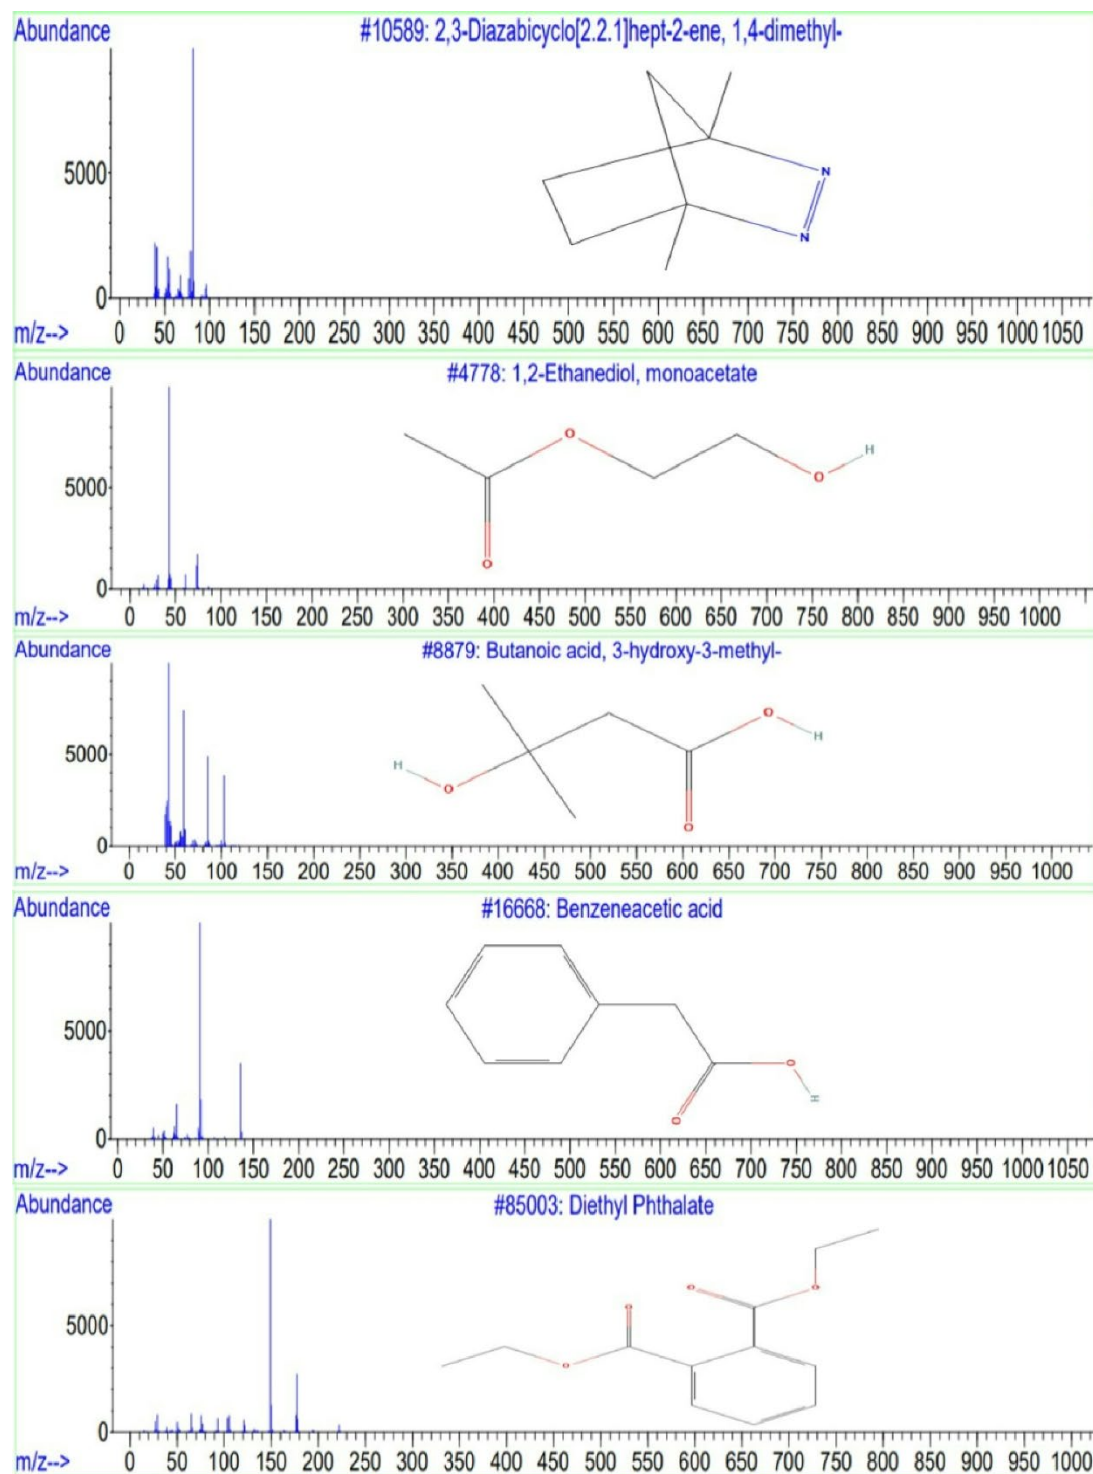 Abundance #10589: 2,3-Diazabicyclo[2.2.1]hept-2-ene, 1,4-dimethyl-
5000
N
N
0
m/z--> 0 50 100 150 200 250 300 350 400 450 500 550 600 650 700 750 800 850 900 950 1000 1050
Abundance #4778: 1,2-Ethanediol, monoacetate
O
H
5000
O
O
0
m/z--> 0 50 100 150 200 250 300 350 400 450 500 550 600 650 700 750 800 850 900 950 1000
Abundance #8879: Butanoic acid, 3-hydroxy-3-methyl-
O
H
5000
H
O
O
0
m/z--> 0 50 100 150 200 250 300 350 400 450 500 550 600 650 700 750 800 850 900 950 1000
Abundance #16668: Benzeneacetic acid
5000
O
H
O
0
m/z--> 0 50 100 150 200 250 300 350 400 450 500 550 600 650 700 750 800 850 900 950 1000 1050
Abundance #85003: Diethyl Phthalate
O
O
O
5000
O
0
m/z--> 0 50 100 150 200 250 300 350 400 450 500 550 600 650 700 750 800 850 900 950 1000